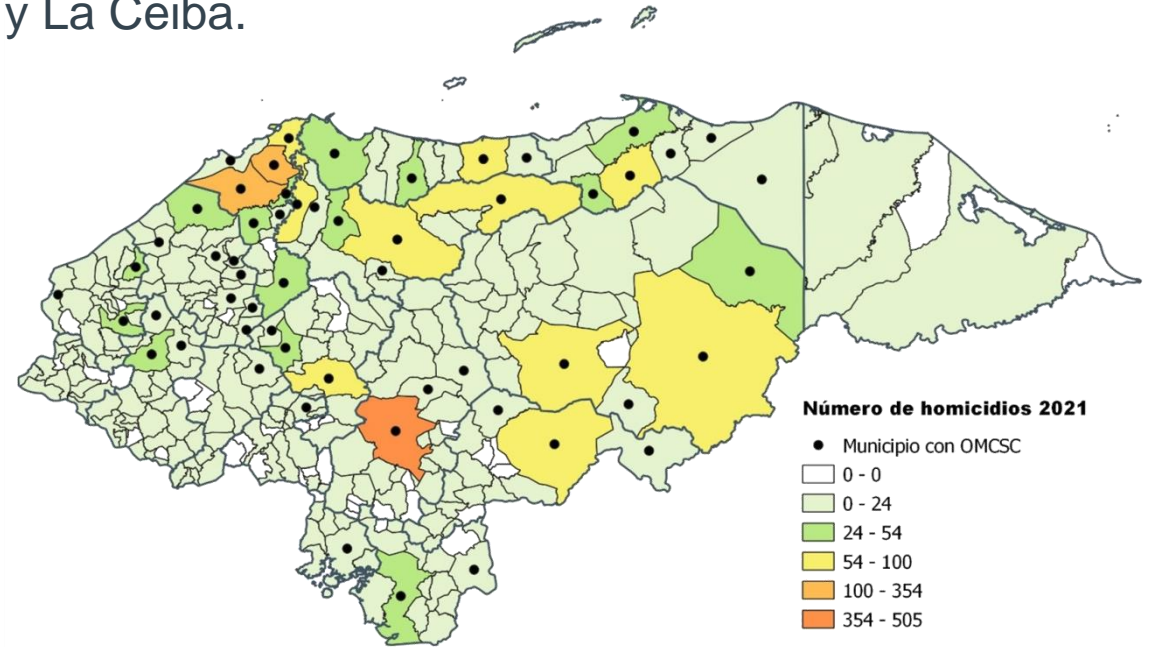 y La Ceiba.
Número de homicidios 2021
Municipio con OMCSC
0 - 0
0 - 24
24 - 54
54 - 100
100 - 354
354 - 505